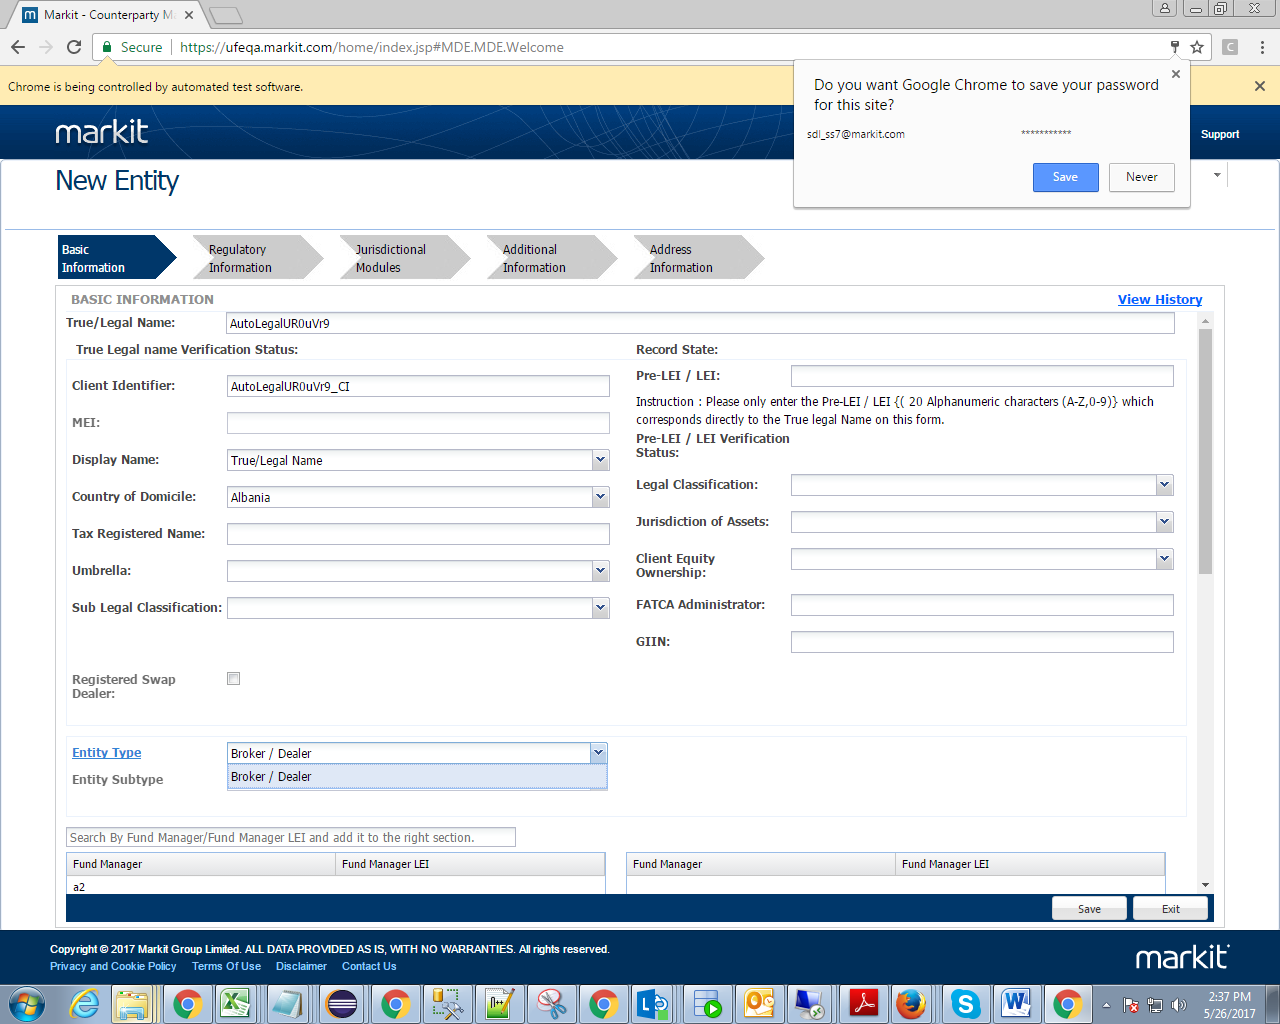 Markit - Counterparty M
Secure
https://ufeqa.markit.com/home/index.jsp#MDE.MDE.Welcome
C
Chrome is being controlled by automated test software.
Do you want Google Chrome to save your password
for this site?
sdl_ss7@markit.com ***********
Save Never
markit
Support
New Entity
Basic
Information
Regulatory
Information
Jurisdictional
Modules
Additional
Information
Address
Information
BASIC INFORMATION
View History
True/Legal Name: AutoLegalUR0uVr9
True Legal name Verification Status:
Record State:
Client Identifier: AutoLegalUR0uVr9_CI
MEI:
Display Name: True/Legal Name
Country of Domicile: Albania
Tax Registered Name:
Umbrella:
Sub Legal Classification:
Registered Swap
Dealer:
Pre-LEI / LEI:
Instruction : Please only enter the Pre-LEI / LEI {( 20 Alphanumeric characters (A-Z,0-9)} which
corresponds directly to the True legal Name on this form.
Pre-LEI / LEI Verification
Status:
Legal Classification:
Jurisdiction of Assets:
Client Equity
Ownership:
FATCA Administrator:
GIIN:
Entity Type Broker / Dealer
Broker / Dealer
Entity Subtype
Search By Fund Manager/Fund Manager LEI and add it to the right section.
Fund Manager Fund Manager LEI
Fund Manager Fund Manager LEI
a2
Save Exit
Copyright © 2017 Markit Group Limited. ALL DATA PROVIDED AS IS, WITH NO WARRANTIES. All rights reserved.
Privacy and Cookie Policy Terms Of Use Disclaimer Contact Us
markit
2:37 PM
5/26/2017